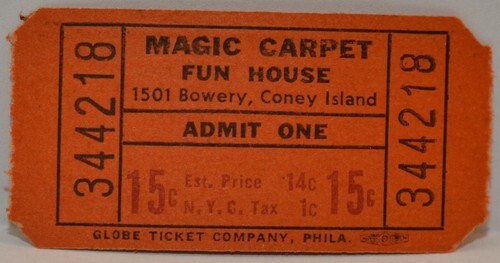 344218
MAGIC CARPET
FUN HOUSE
1501 Bowery, Coney Island
ADMIT ONE
15c Est. Price 14c 15c
N.Y.C. Tax 1c
344218
GLOBE TICKET COMPANY, PHILA.